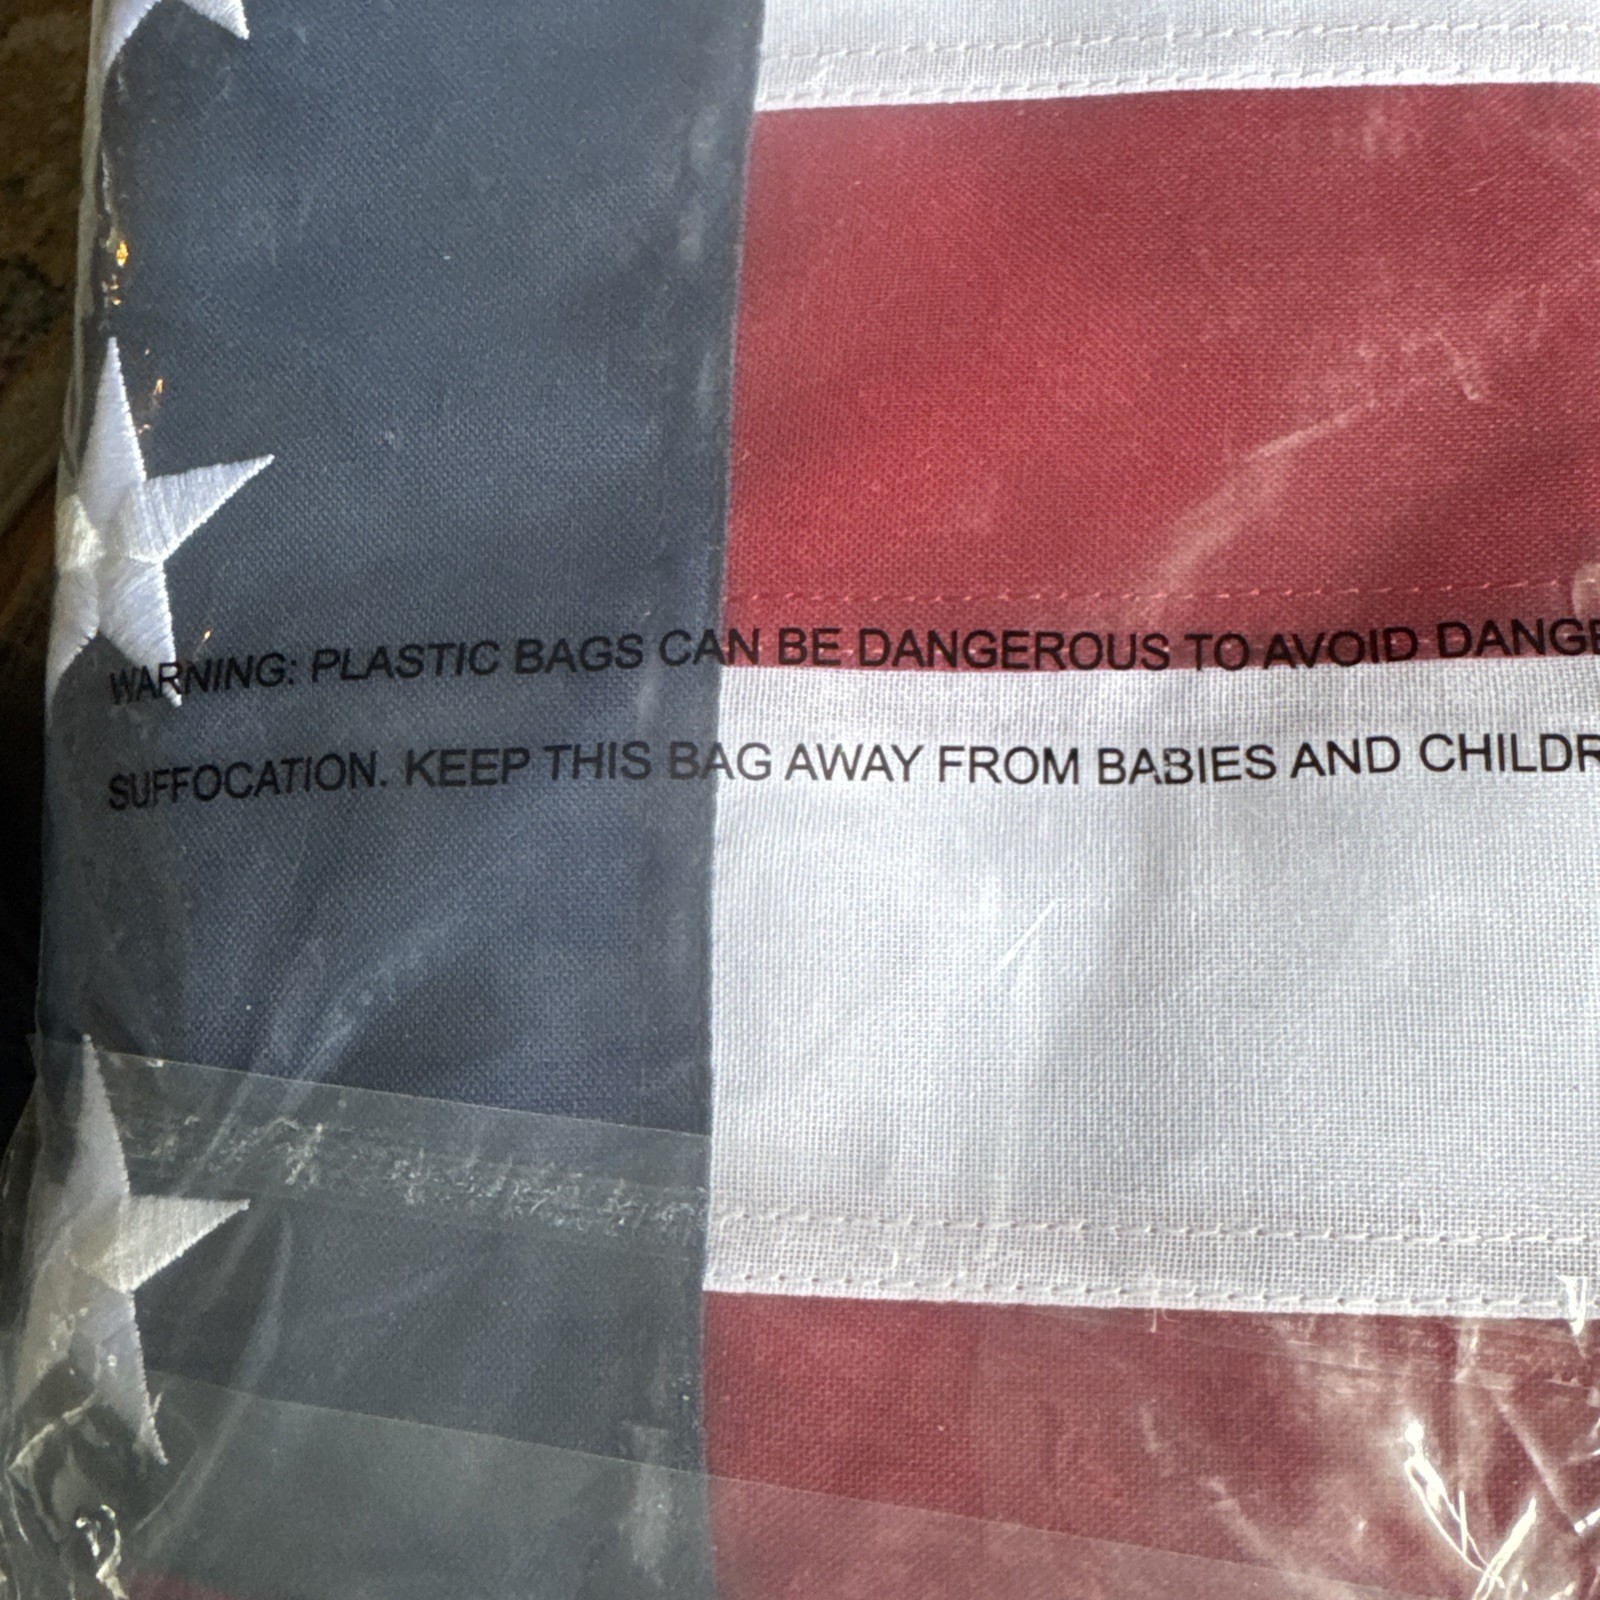 WARNING: PLASTIC BAGS CAN BE DANGEROUS TO AVOID DANGE
SUFFOCATION. KEEP THIS BAG AWAY FROM BABIES AND CHILDR